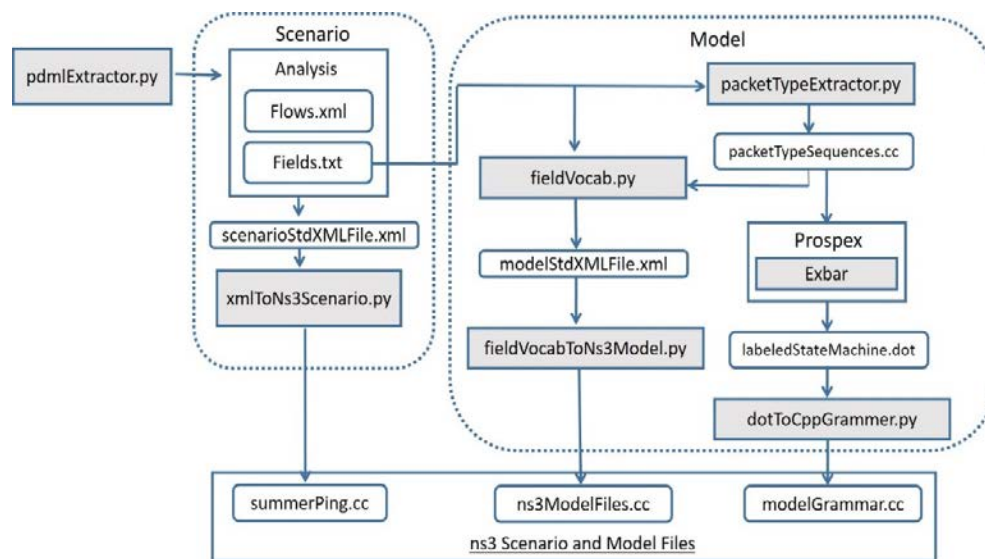 Scenario
Model
pdmlExtractor.py
Analysis
Flows.xml
Fields.txt
scenarioStdXMLFile.xml
xmlToNs3Scenario.py
packetTypeExtractor.py
packetTypeSequences.cc
fieldVocab.py
modelStdXMLFile.xml
fieldVocabToNs3Model.py
Prospex
Exbar
labeledStateMachine.dot
dotToCppGrammer.py
summerPing.cc
ns3ModelFiles.cc
modelGrammar.cc
ns3 Scenario and Model Files